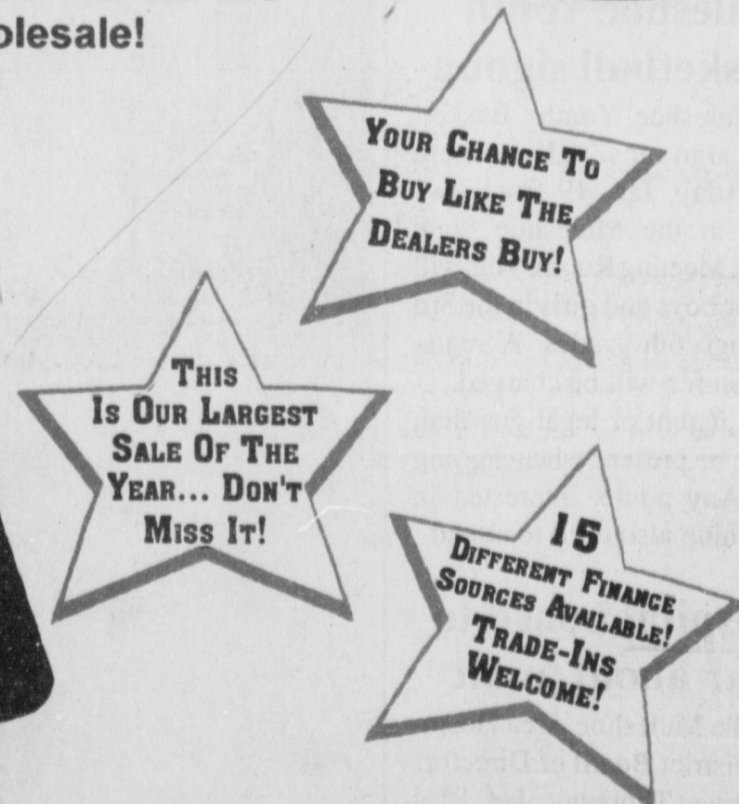 olesale!
YOUR CHANCE TO
BUY LIKE THE
DEALERS BUY!
THIS
IS OUR LARGEST
SALE OF THE
YEAR... DON'T
MISS IT!
15
DIFFERENT FINANCE
SOURCES AVAILABLE!
TRADE-INS
WELCOME!